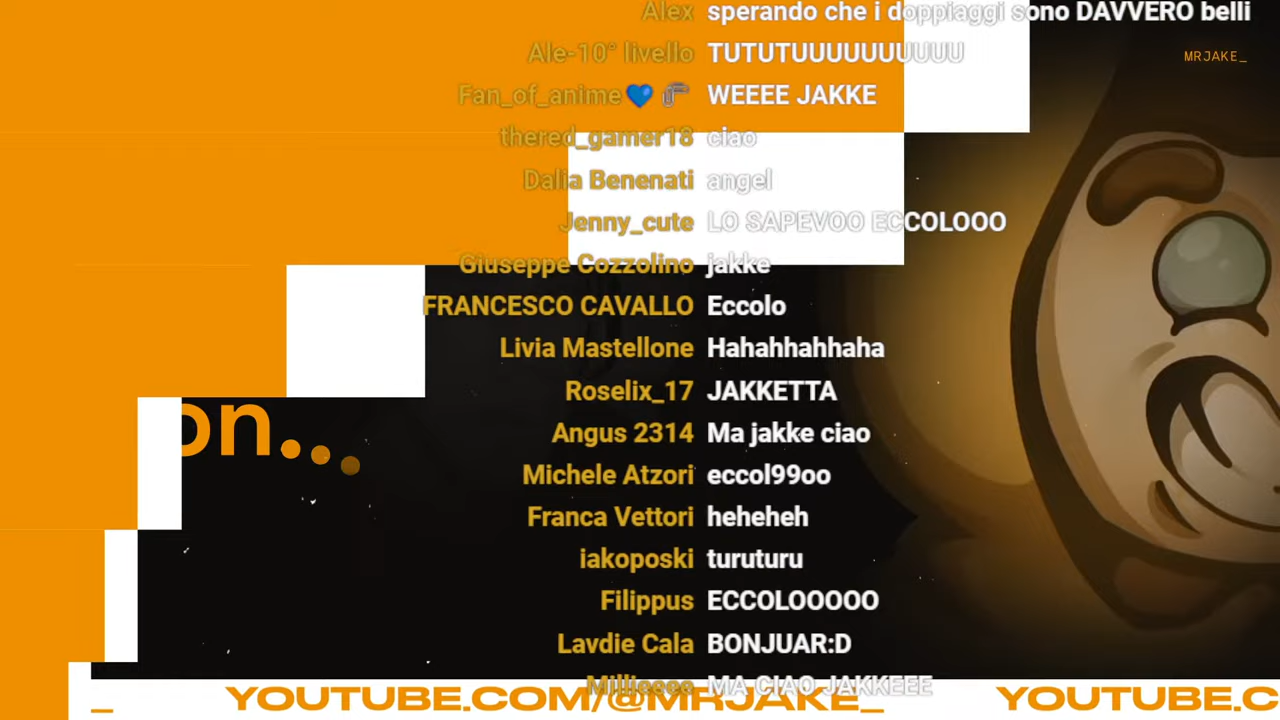 Alex sperando che i doppiaggi sono DAVVERO belli
Ale-10° livello TUTUTUUUUUUUUUU
MRJAKE_
Fan_of_anime💙 WEEEE JAKKE
thered_gamer18 ciao
Dalia Benenati angel
Jenny_cute LO SAPEVOO ECCOLOOO
Giuseppe Cozzolino jakke
FRANCESCO CAVALLO Eccolo
Livia Mastellone Hahahhahhaha
Roselix_17 JAKKETTA
on...
Angus 2314 Ma jakke ciao
Michele Atzori eccol99oo
Franca Vettori heheheh
iakoposki turuturu
Filippus ECCOLOOOOO
Lavdie Cala BONJUAR:D
MA CIAO JAKKEEE
_ YOUTUBE.COM/@MRJAKE_ YOUTUBE.C